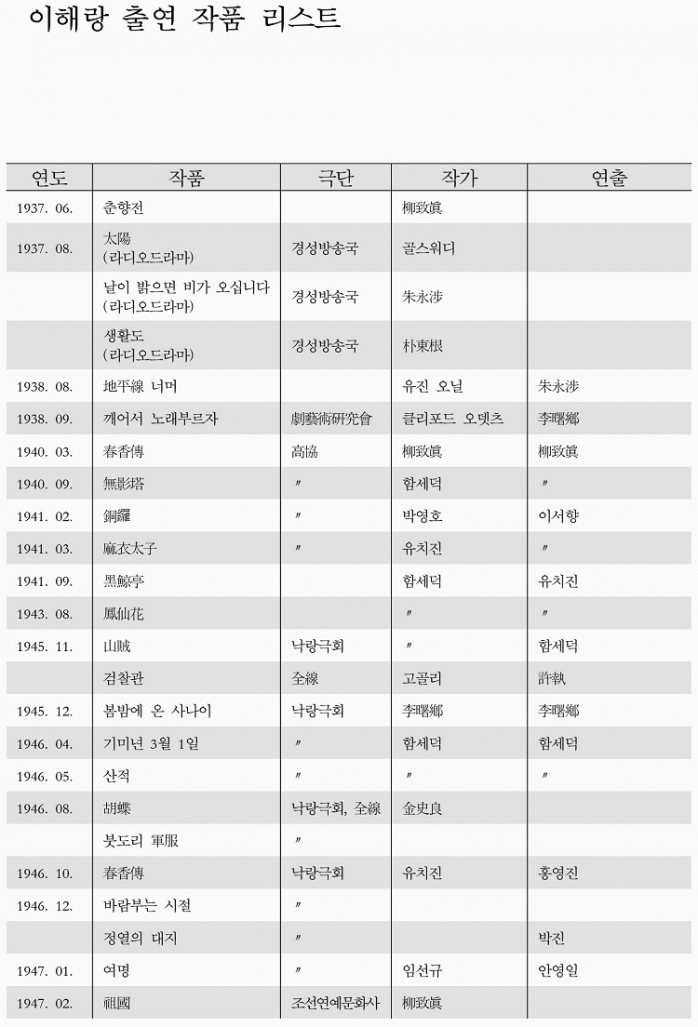 이해랑 출연 작품 리스트
연도 작품 극단 작가 연출
1937. 06. 춘향전 柳致眞
1937. 08. 太陽 (라디오드라마) 경성방송국 골스워디
날이 밝으면 비가 오십니다 (라디오드라마) 경성방송국 朱永涉
생활도 (라디오드라마) 경성방송국 朴東根
1938. 08. 地平線 너머 유진 오닐 朱永涉
1938. 09. 깨어서 노래부르자 劇藝術硏究會 클리포드 오뎃츠 李曙鄕
1940. 03. 春香傳 高協 柳致眞 柳致眞
1940. 09. 無影塔 〃 함세덕 〃
1941. 02. 銅鑼 〃 박영호 이서향
1941. 03. 麻衣太子 〃 유치진 〃
1941. 09. 黑鯨亭 함세덕 유치진
1943. 08. 鳳仙花 〃 〃
1945. 11. 山賊 낙랑극회 〃 함세덕
검찰관 全線 고골리 許執
1945. 12. 봄밤에 온 사나이 낙랑극회 李曙鄕 李曙鄕
1946. 04. 기미년 3월 1일 〃 함세덕 함세덕
1946. 05. 산적 〃 〃 〃
1946. 08. 胡蝶 낙랑극회, 全線 金史良
붓도리 軍服 〃
1946. 10. 春香傳 낙랑극회 유치진 홍영진
1946. 12. 바람부는 시절 〃
정열의 대지 〃 박진
1947. 01. 여명 〃 임선규 안영일
1947. 02. 祖國 조선연예문화사 柳致眞